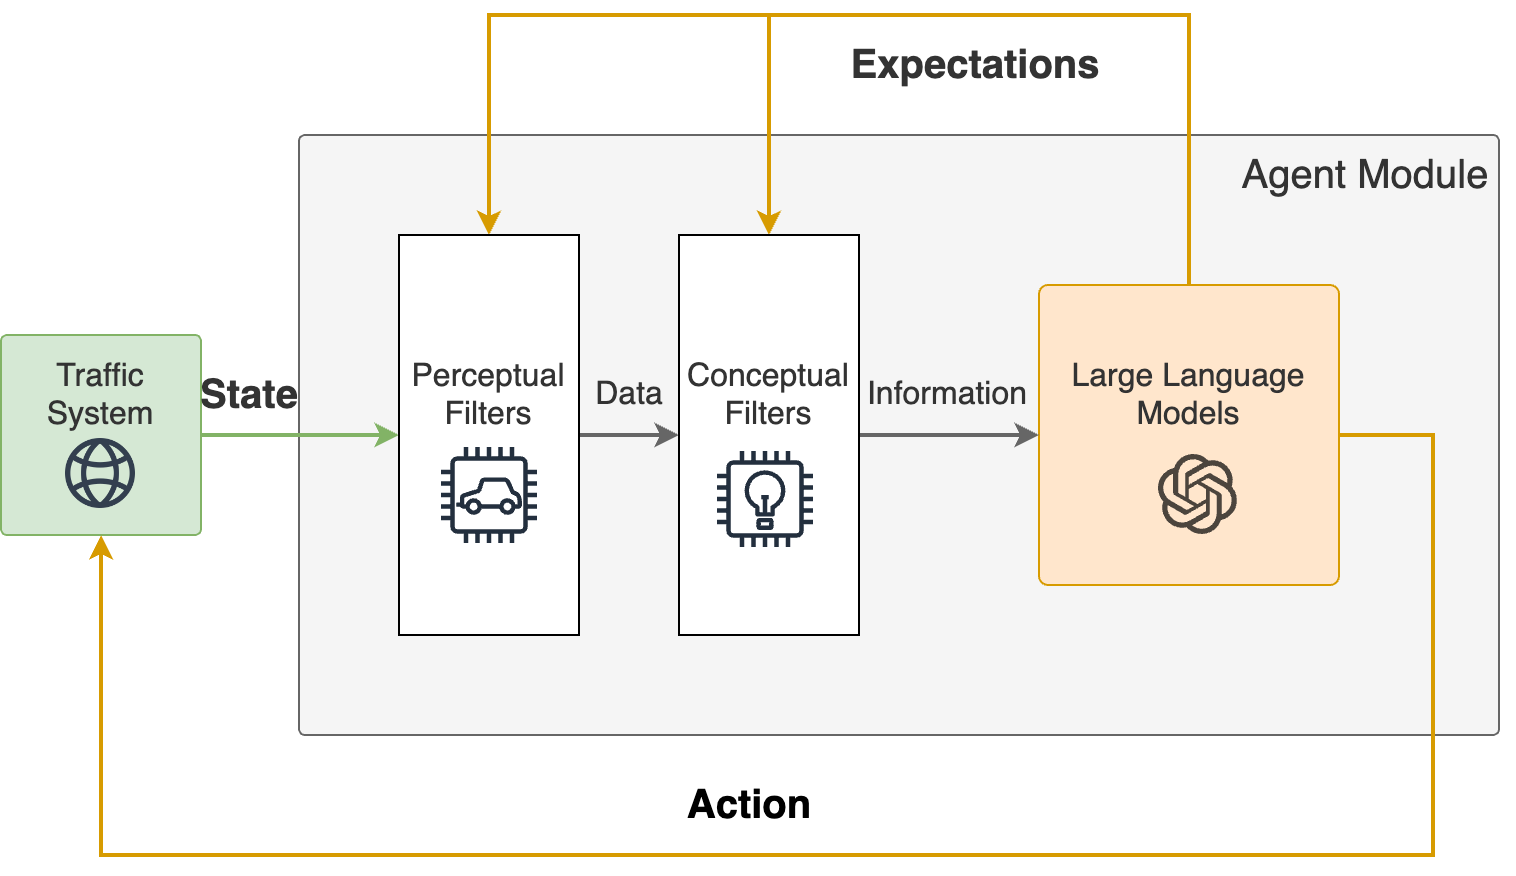 Expectations
Agent Module
Traffic
System
State
Perceptual
Filters
Data
Conceptual
Filters
Information
Large Language
Models
Action